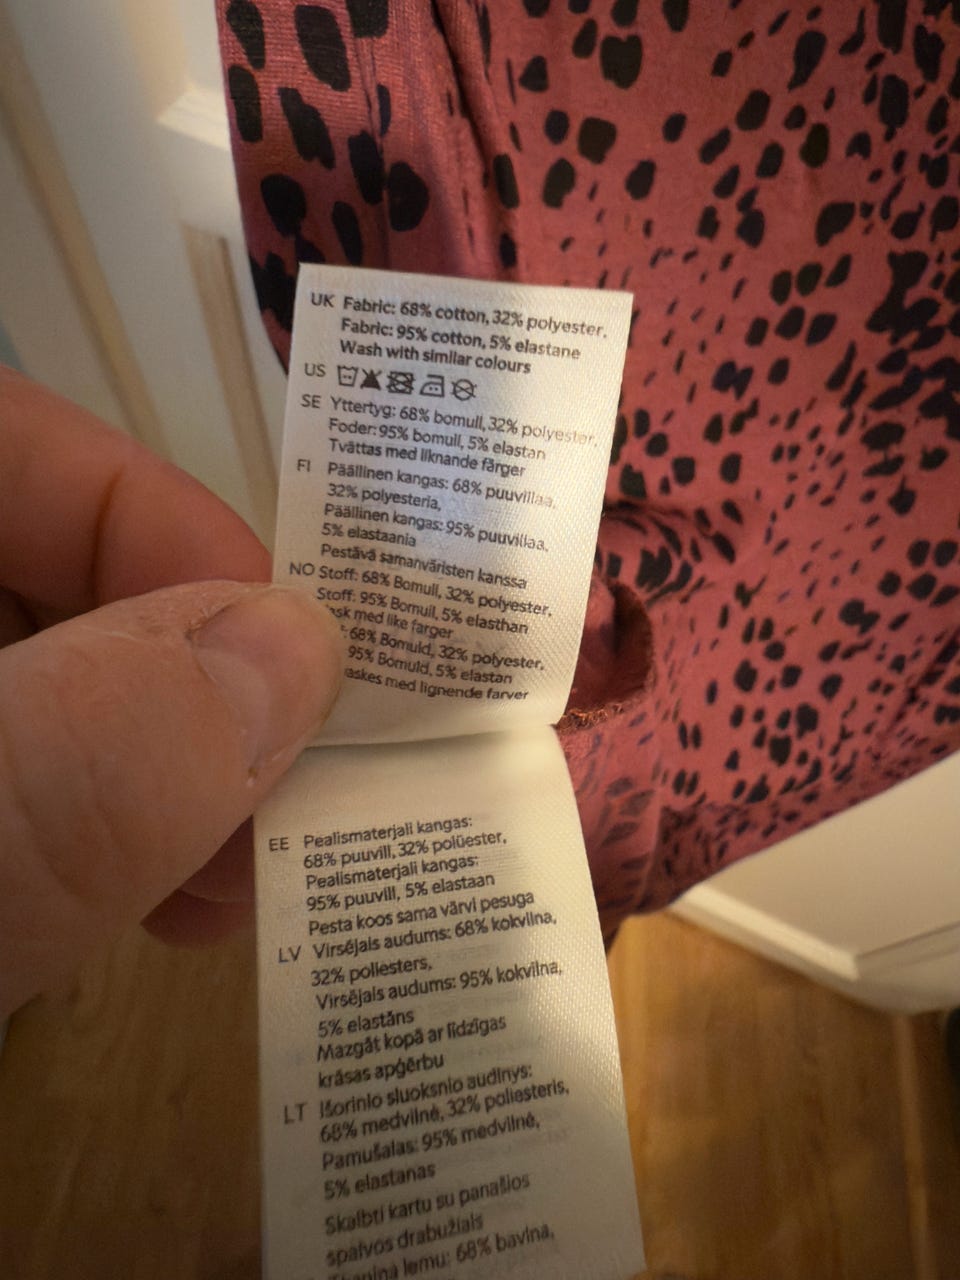 UK Fabric: 68% cotton, 32% polyester.
Fabric: 95% cotton, 5% elastane
Wash with similar colours
US
SE Yttertyg: 68% bomull, 32% polyester.
Foder: 95% bomull, 5% elastan
Tvättas med liknande färger
FI Päällinen kangas: 68% puuvillaa,
32% polyesteria,
Päällinen kangas: 95% puuvillaa,
5% elastaania
Pestävä samanväristen kanssa
NO Stoff: 68% Bomull, 32% polyester.
Stoff: 95% Bomull, 5% elasthan
ask med like farger
f: 68% Bomuld, 32% polyester.
95% Bomuld, 5% elastan
askes med lignende farver
EE Pealismaterjali kangas:
68% puuvill, 32% polüester,
Pealismaterjali kangas:
95% puuvill, 5% elastaan
Pesta koos sama värvi pesuga
LV Virsējais audums: 68% kokvilna,
32% poliesters,
Virsējais audums: 95% kokvilna,
5% elastāns
Mazgāt kopā ar līdzīgas
krāsas apģērbu
LT Išorinio sluoksnio audinys:
68% medvilnė, 32% poliesteris,
Pamušalas: 95% medvilnė,
5% elastanas
Skalbti kartu su panašios
spalvos drabužiais
Tkanina lemu: 68% bavlna,